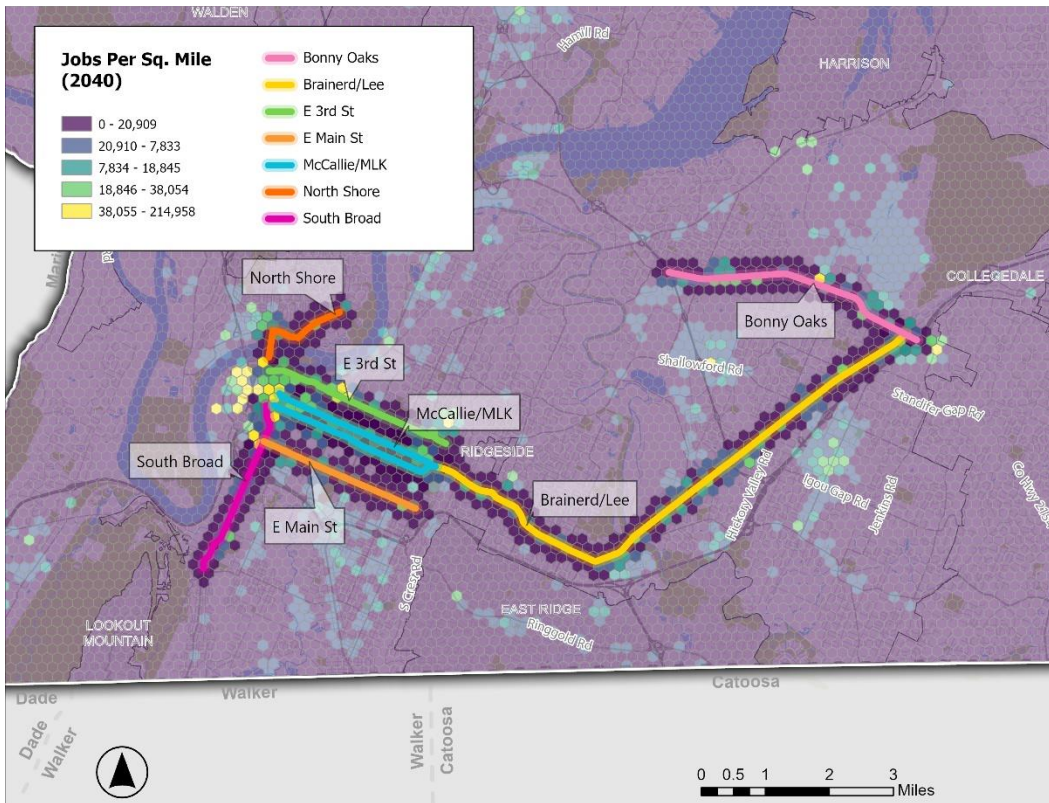 WALDEN
Hamill Rd
HARRISON
Jobs Per Sq. Mile
(2040)
0 - 20,909
20,910 - 7,833
7,834 - 18,845
18,846 - 38,054
38,055 - 214,958
Bonny Oaks
Brainerd/Lee
E 3rd St
E Main St
McCallie/MLK
North Shore
South Broad
North Shore
COLLEGEDALE
Bonny Oaks
E 3rd St
Shallowford Rd
McCallie/MLK
Standifer Gap Rd
RIDGESIDE
South Broad
Hickory Valley Rd
Igou Gap Rd
Jenkins Rd
Brainerd/Lee
E Main St
S Crest Rd
EAST RIDGE
Ringgold Rd
LOOKOUT
MOUNTAIN
Dade
Walker
Catoosa
Dade
Walker
Walker
Catoosa
0 0.5 1 2 3
Miles